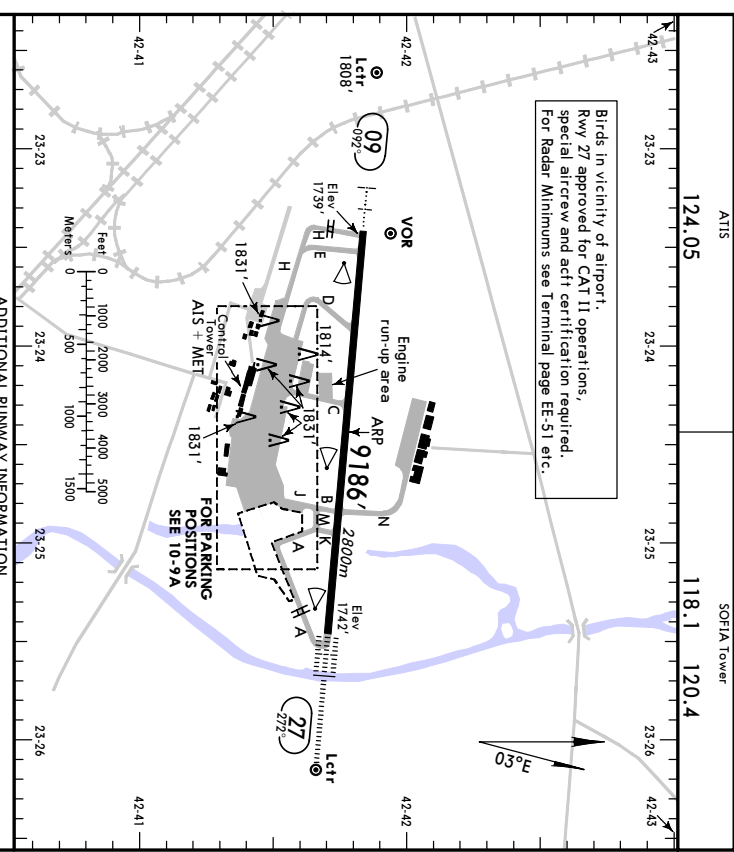 ATIS
124.05
SOFIA Tower
118.1 120.4
42-43
42-42
42-41
42-43
42-42
42-41
23-23
23-24
23-25
23-26
23-23
23-24
23-25
23-26
Birds in vicinity of airport.
Rwy 27 approved for CAT II operations,
special aircrew and acft certification required.
For Radar Minimums see Terminal page EE-51 etc.
03°E
Lctr
1808'
09
092°
VOR
Elev
1739'
H
E
H
D
Engine
run-up area
C
ARP
9186'
2800m
N
B
M
K
J
A
H
A
Elev
1742'
27
272°
Lctr
1831'
1814'
1831'
1831'
Control
Tower
AIS + MET
FOR PARKING
POSITIONS
SEE 10-9A
Feet 0 1000 2000 3000 4000 5000
Meters 0 500 1000 1500
ADDITIONAL RUNWAY INFORMATION